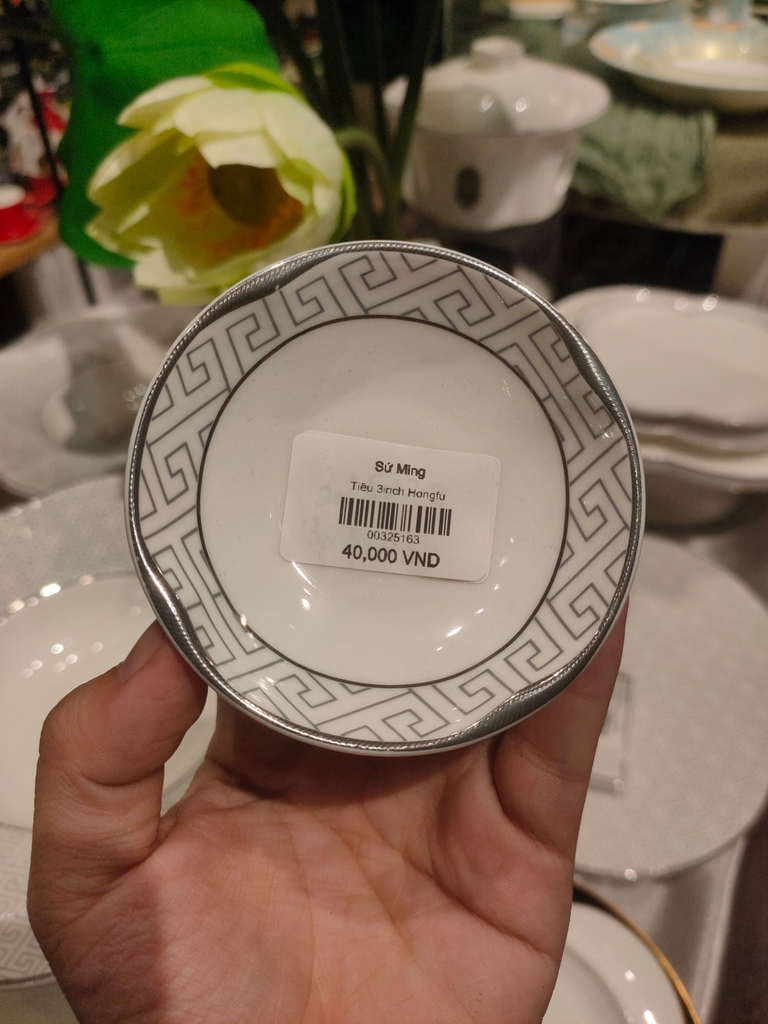 Sứ Ming
Tiêu 3inch Hongfu
00325163
40,000 VND